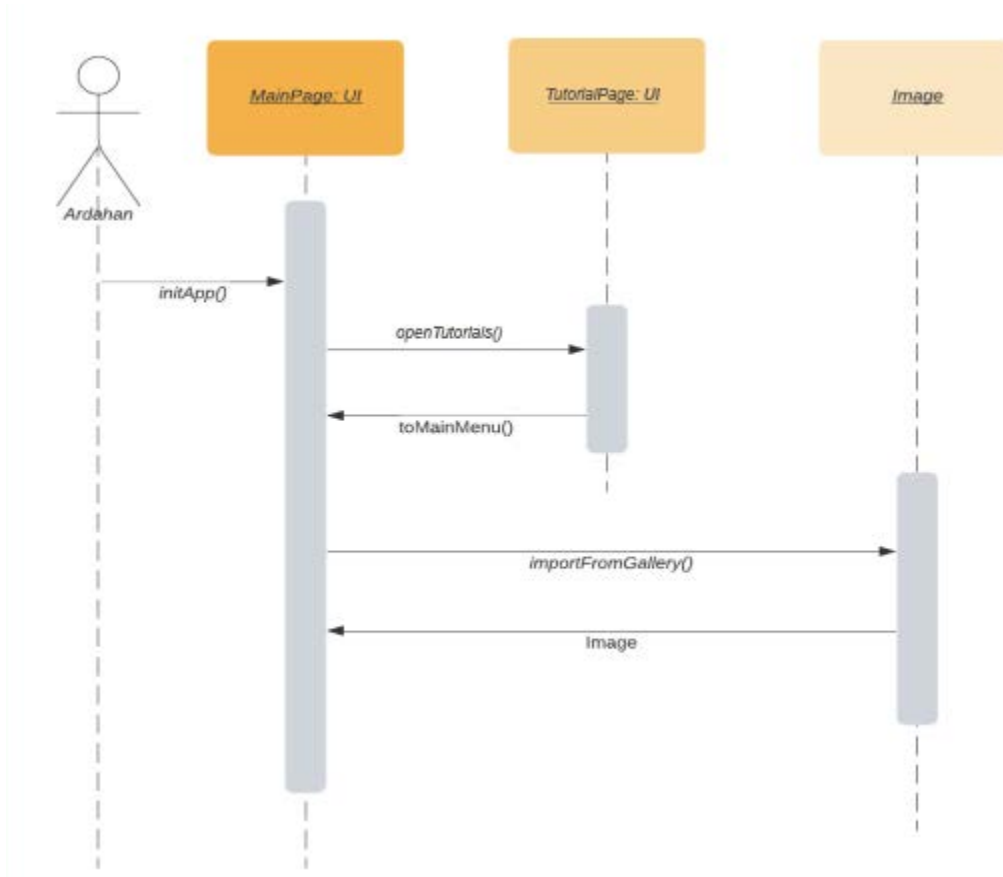 MainPage: UI
TutorialPage: UI
Image
Ardahan
initApp()
openTutorials()
toMainMenu()
importFromGallery()
Image